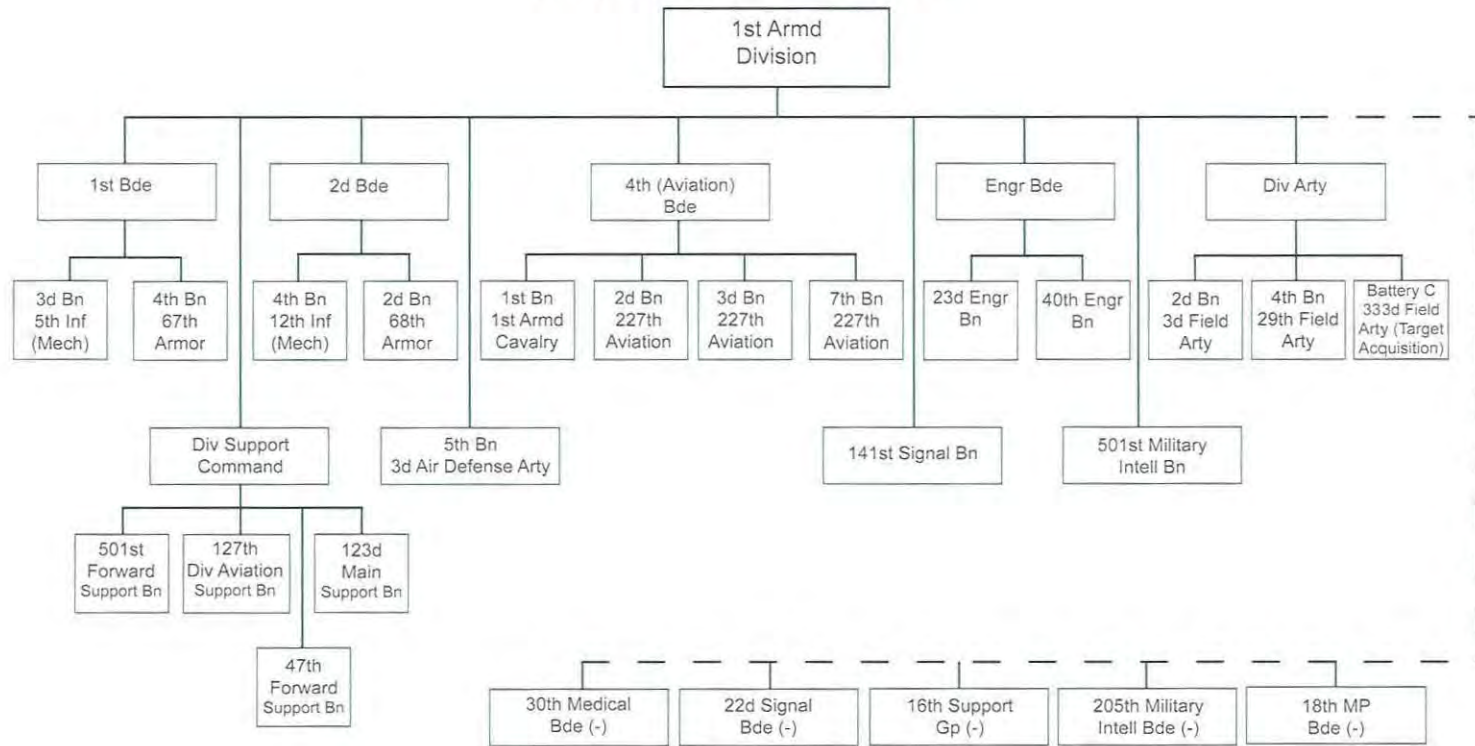 1st Armd
Division
1st Bde
2d Bde
4th (Aviation)
Bde
Engr Bde
Div Arty
3d Bn
5th Inf
(Mech)
4th Bn
67th
Armor
4th Bn
12th Inf
(Mech)
2d Bn
68th
Armor
1st Bn
1st Armd
Cavalry
2d Bn
227th
Aviation
3d Bn
227th
Aviation
7th Bn
227th
Aviation
23d Engr
Bn
40th Engr
Bn
2d Bn
3d Field
Arty
4th Bn
29th Field
Arty
Battery C
333d Field
Arty (Target
Acquisition)
Div Support
Command
5th Bn
3d Air Defense Arty
141st Signal Bn
501st Military
Intell Bn
501st
Forward
Support Bn
127th
Div Aviation
Support Bn
123d
Main
Support Bn
47th
Forward
Support Bn
30th Medical
Bde (-)
22d Signal
Bde (-)
16th Support
Gp (-)
205th Military
Intell Bde (-)
18th MP
Bde (-)